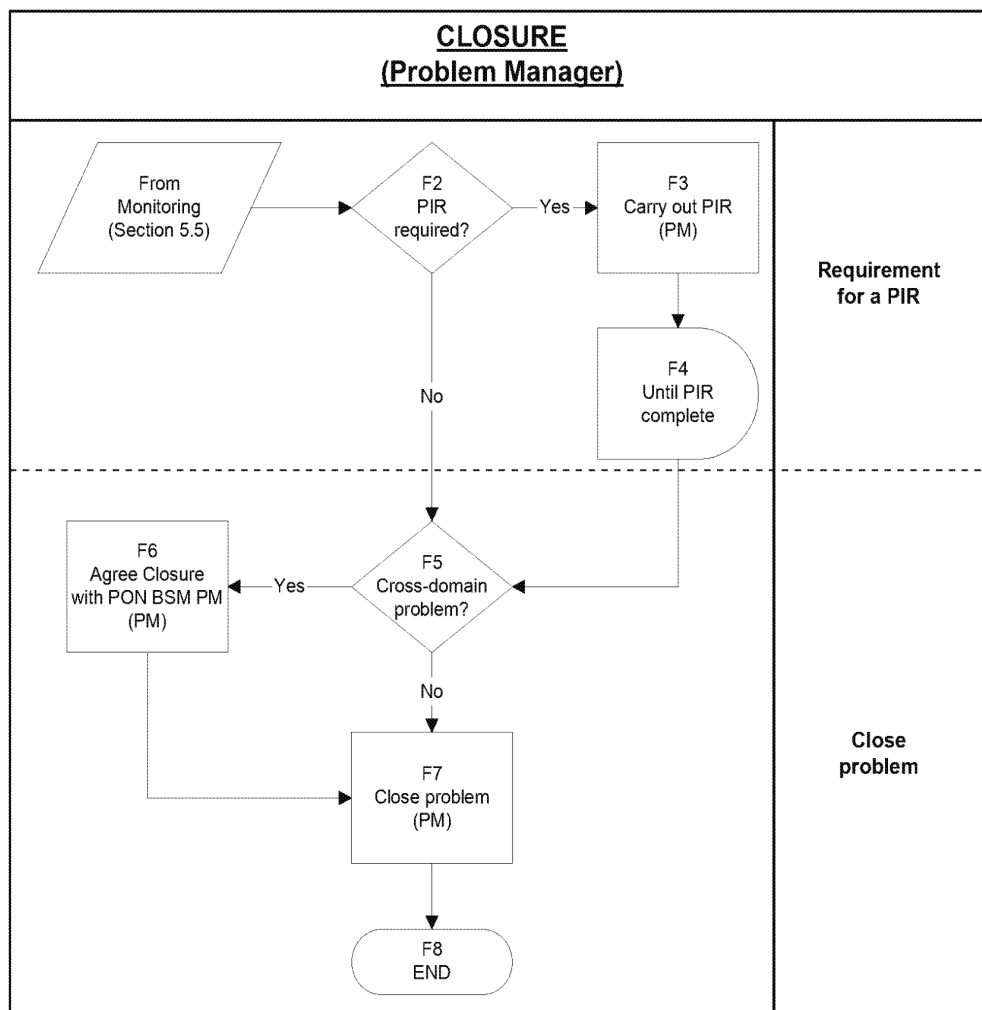 CLOSURE
(Problem Manager)
From
Monitoring
(Section 5.5)
F2
PIR
required?
Yes
F3
Carry out PIR
(PM)
Requirement
for a PIR
F4
Until PIR
complete
No
F5
Cross-domain
problem?
Yes
F6
Agree Closure
with PON BSM PM
(PM)
No
F7
Close problem
(PM)
Close
problem
F8
END